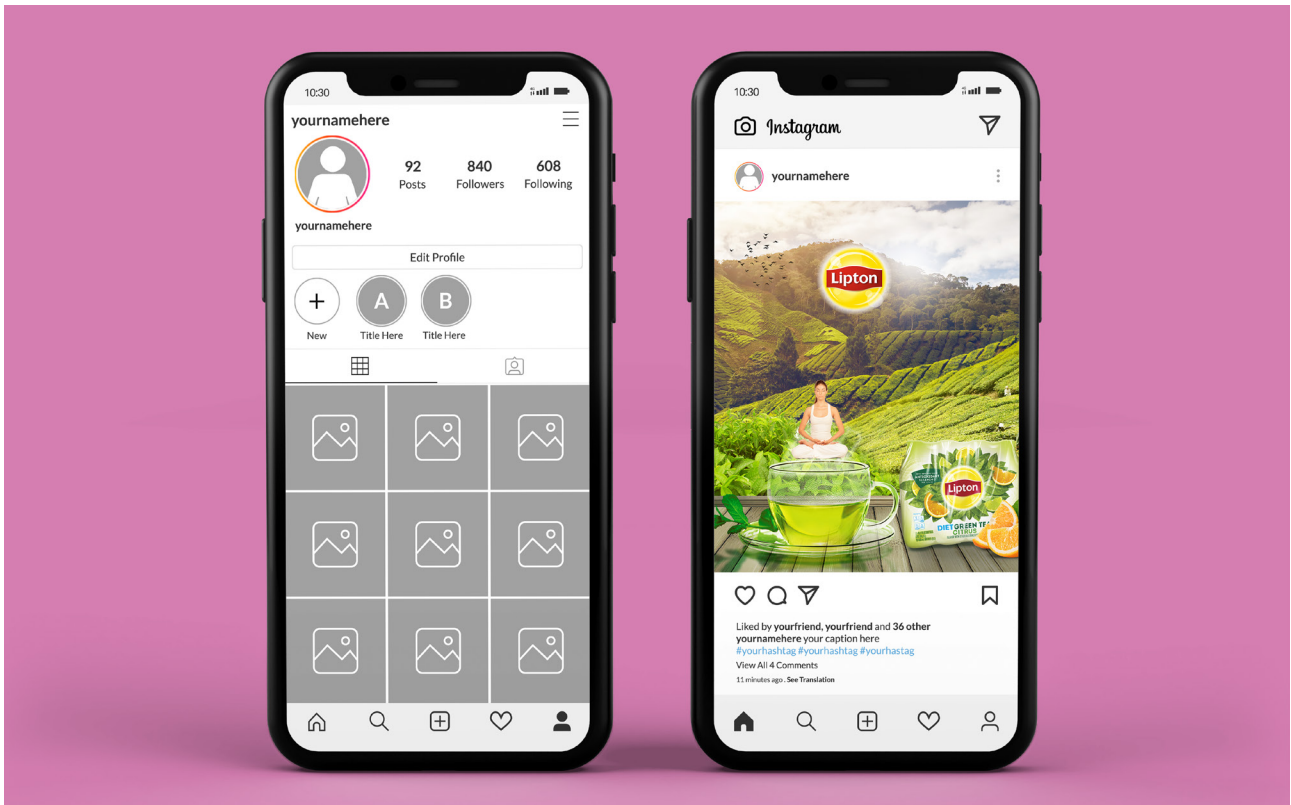 10:30
yournamehere
92
840
608
Posts
Followers
Following
yournamehere
Edit Profile
A
B
New
Title Here
Title Here
10:30
Instagram
yournamehere
Lipton
Lipton
DIET GREEN TEA
CITRUS
Liked by yourfriend, yourfriend and 36 other
yournamehere your caption here
#yourhashtag #yourhashtag #yourhastag
View All 4 Comments
11 minutes ago . See Translation